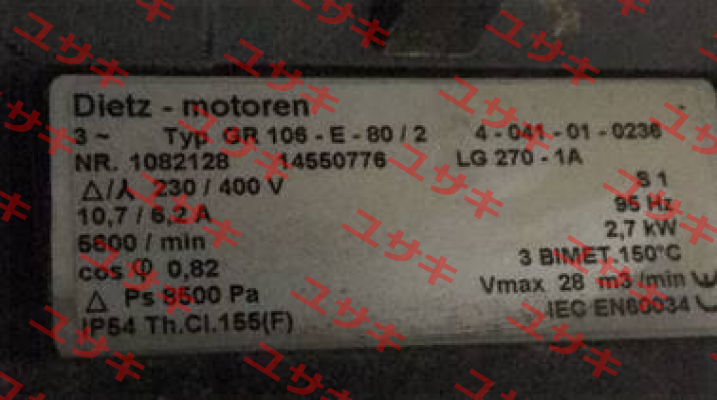 Dietz - motoren
3 ~ Typ GR 106 - E - 80 / 2 4 - 041 - 01 - 0236
NR. 1082128 14550776 LG 270 - 1A
△/⅄ 230 / 400 V S 1
10,7 / 6,2 A 95 Hz
5600 / min 2,7 kW
cos φ 0,82 3 BIMET.150°C
△ Ps 8500 Pa Vmax 28 m3/min
IP54 Th.Cl.155(F) IEC EN60034
ユサキ